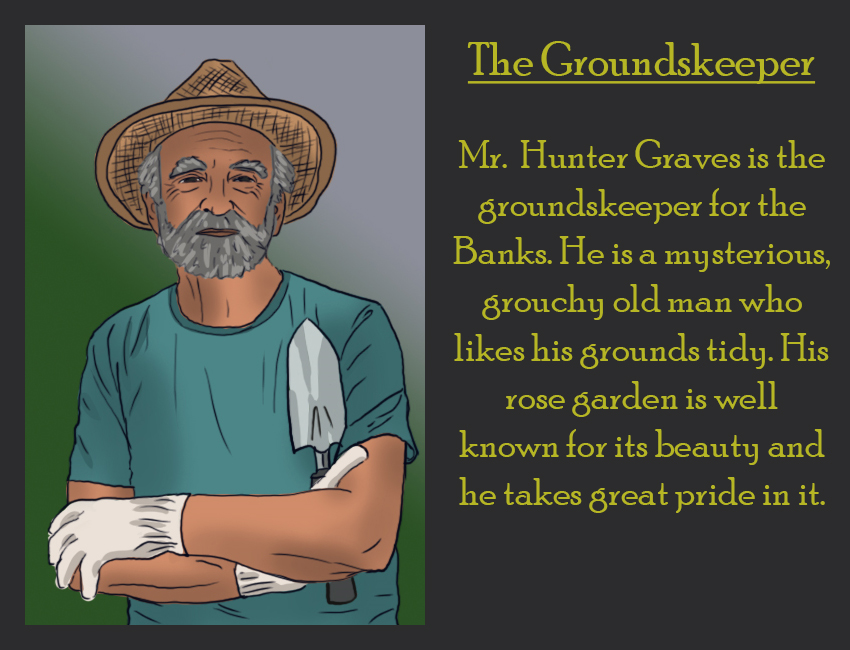 The Groundskeeper
Mr. Hunter Graves is the
groundskeeper for the
Banks. He is a mysterious,
grouchy old man who
likes his grounds tidy. His
rose garden is well
known for its beauty and
he takes great pride in it.